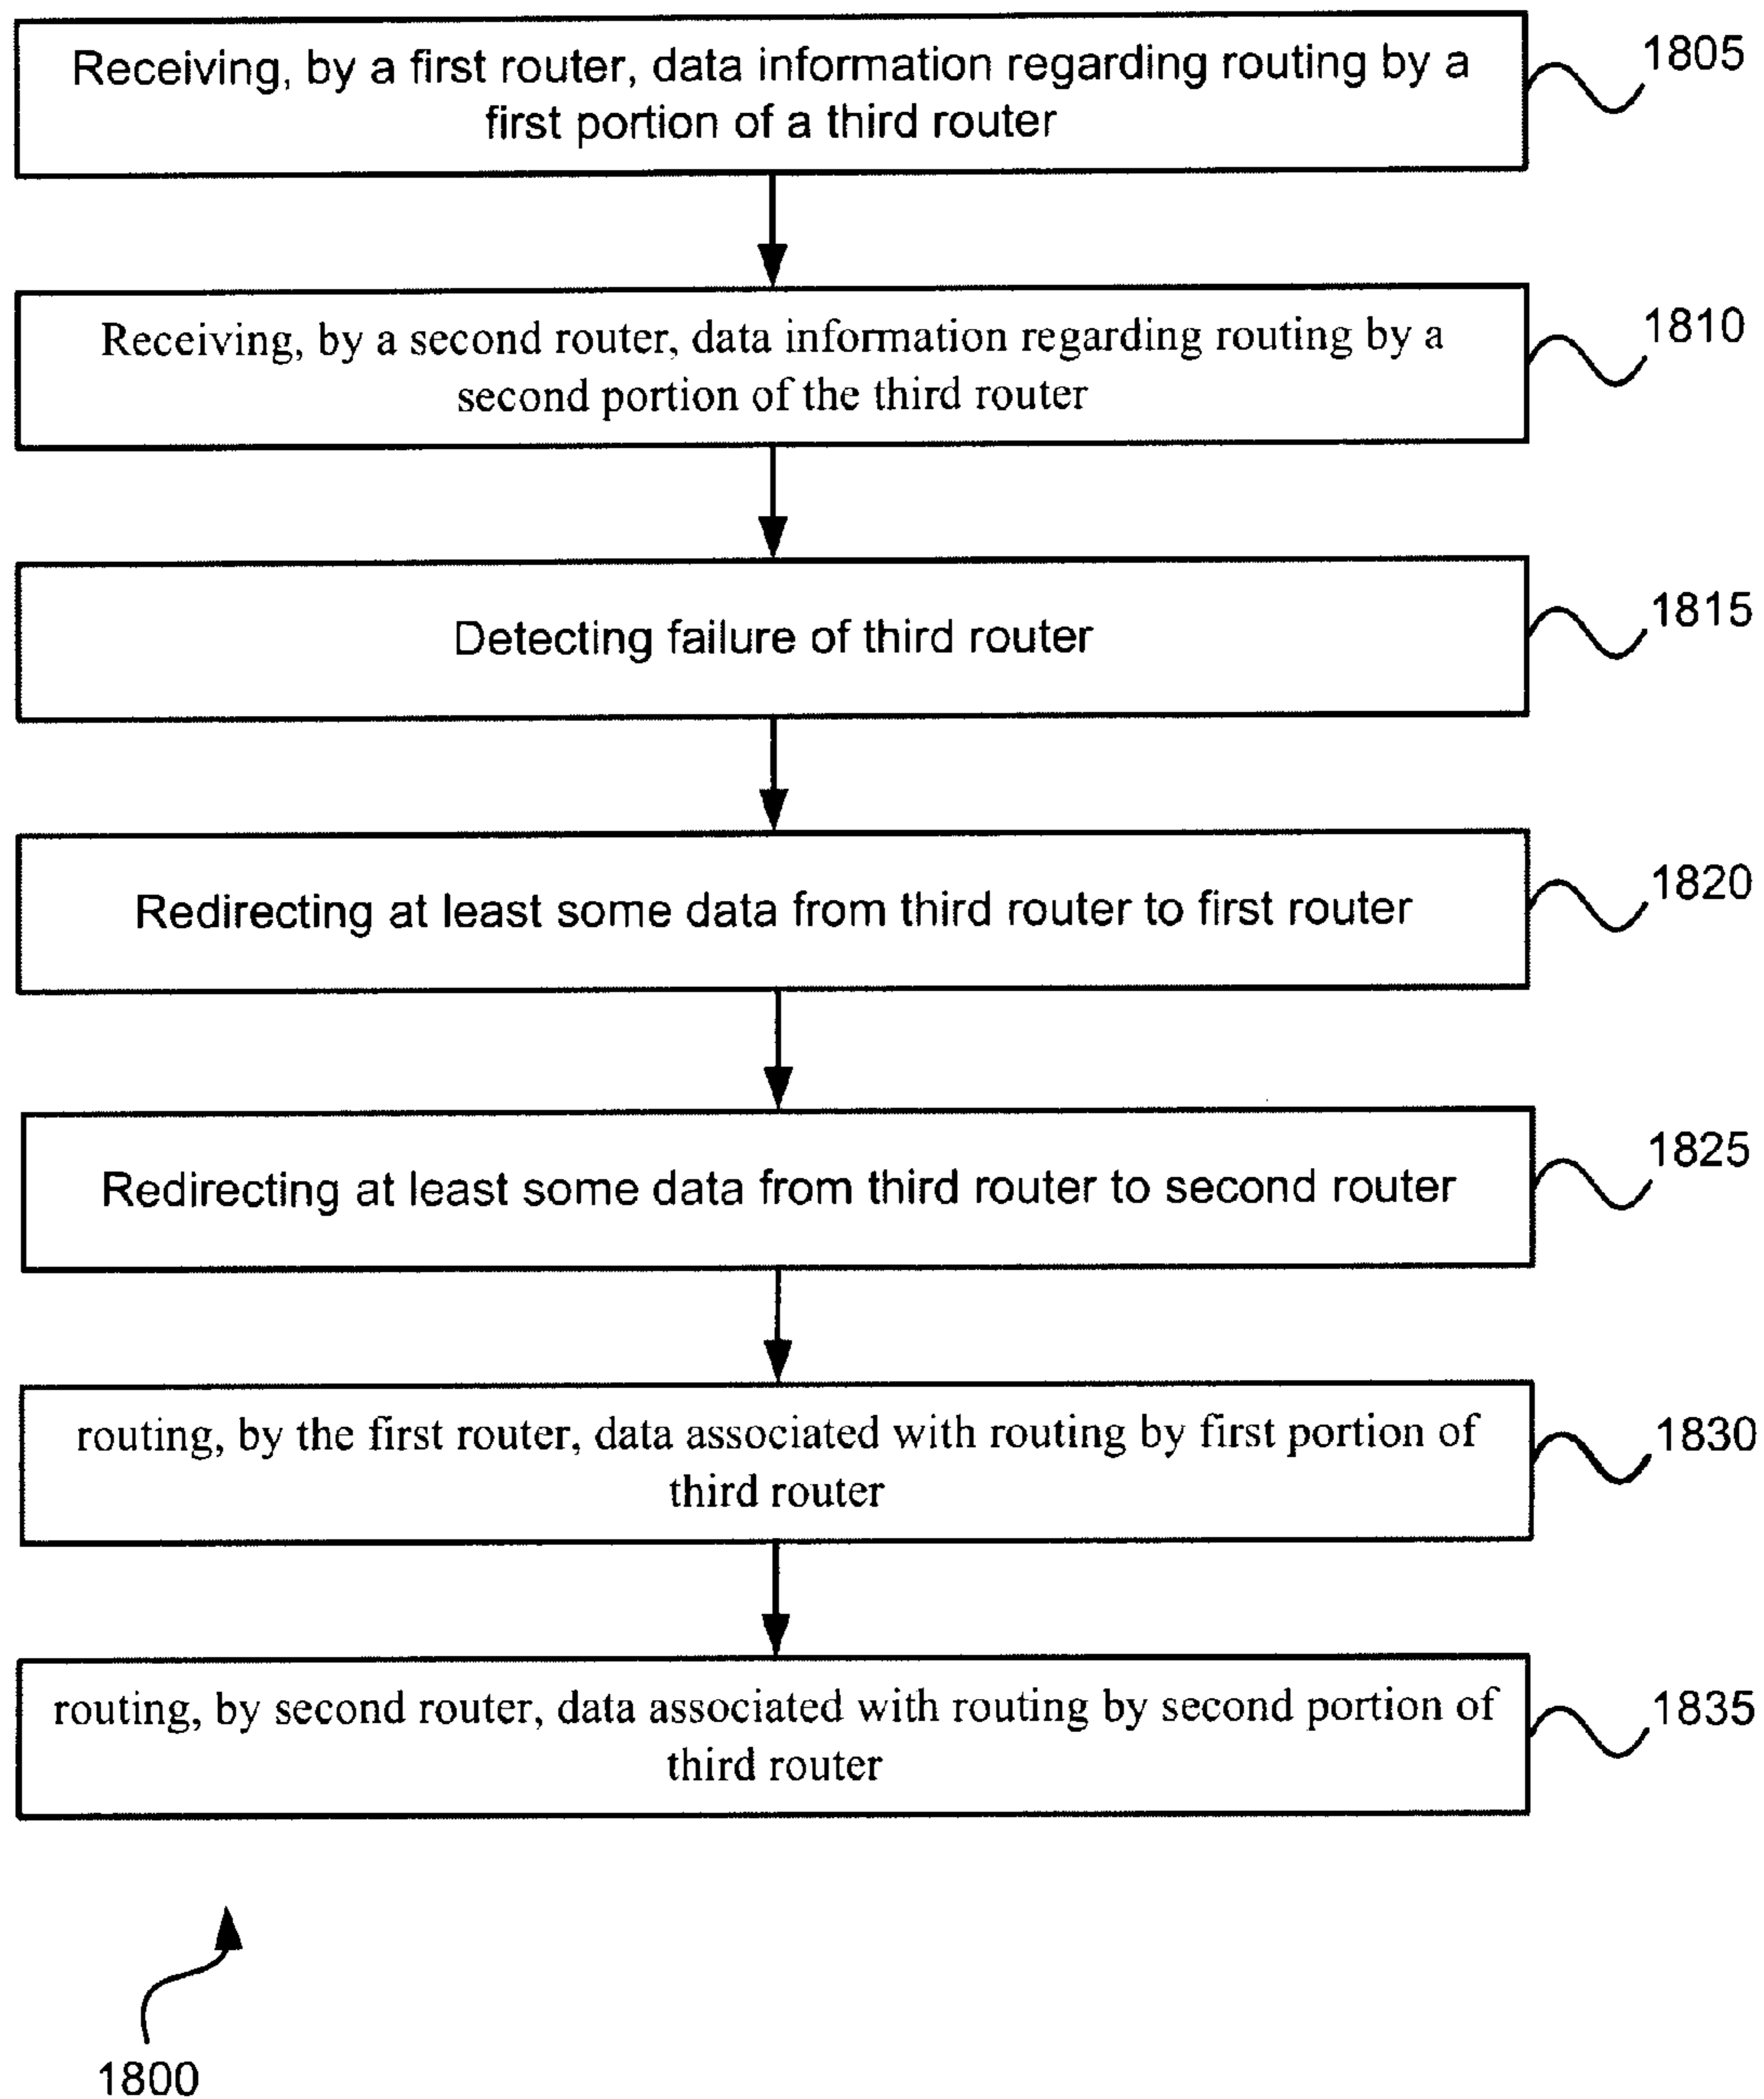 Receiving, by a first router, data information regarding routing by a
first portion of a third router
1805
Receiving, by a second router, data information regarding routing by a
second portion of the third router
1810
Detecting failure of third router
1815
Redirecting at least some data from third router to first router
1820
Redirecting at least some data from third router to second router
1825
routing, by the first router, data associated with routing by first portion of
third router
1830
routing, by second router, data associated with routing by second portion of
third router
1835
1800